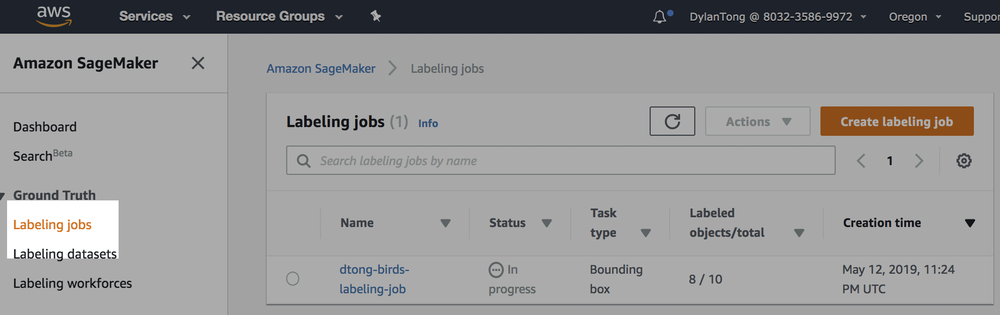 aws Services Resource Groups DylanTong @ 8032-3586-9972 Oregon Suppor
Amazon SageMaker
Dashboard
Search Beta
Ground Truth
Labeling jobs
Labeling datasets
Labeling workforces
Amazon SageMaker Labeling jobs
Labeling jobs (1) Info Actions Create labeling job
Search labeling jobs by name 1
Name Status Task type Labeled objects/total Creation time
dtong-birds-labeling-job In progress Bounding box 8 / 10 May 12, 2019, 11:24 PM UTC